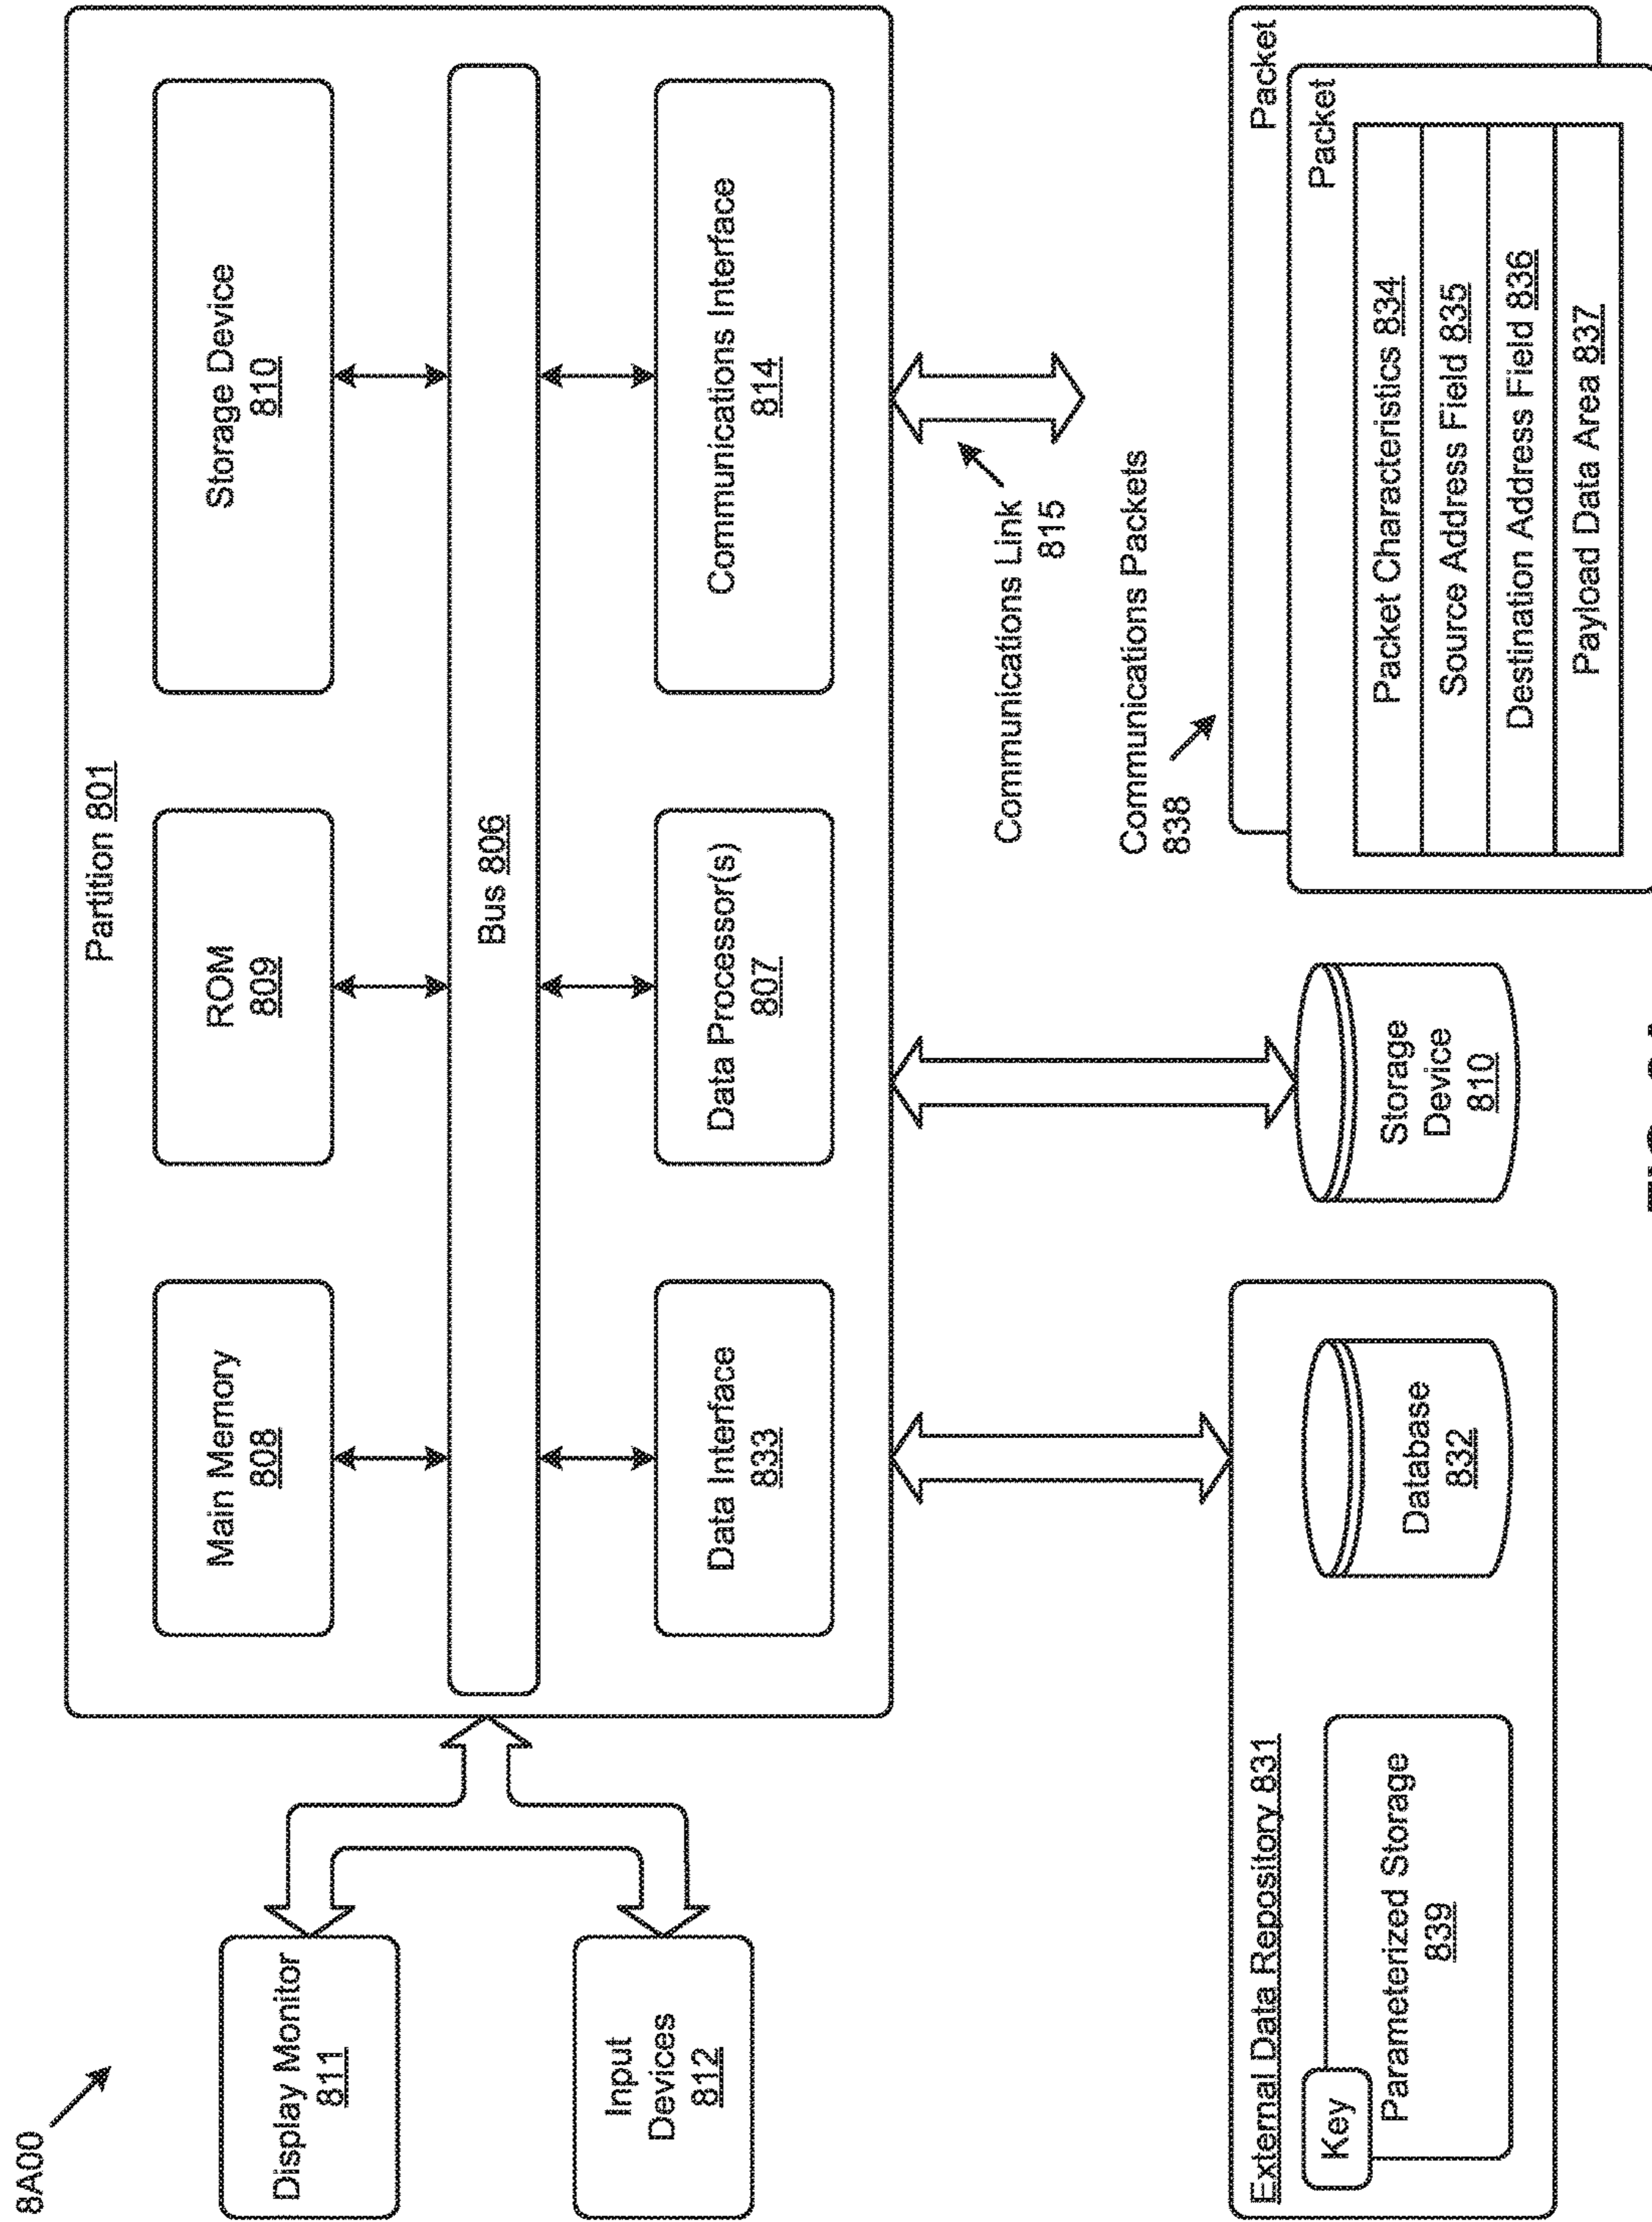 8A00
Partition 801
Display Monitor
811
Main Memory
808
ROM
809
Storage Device
810
Bus 806
Input
Devices
812
Data Interface
833
Data Processor(s)
807
Communications Interface
814
Communications Link
815
Communications Packets
838
External Data Repository 831
Key
Parameterized Storage
839
Database
832
Storage
Device
810
Packet
Packet
Packet Characteristics 834
Source Address Field 835
Destination Address Field 836
Payload Data Area 837